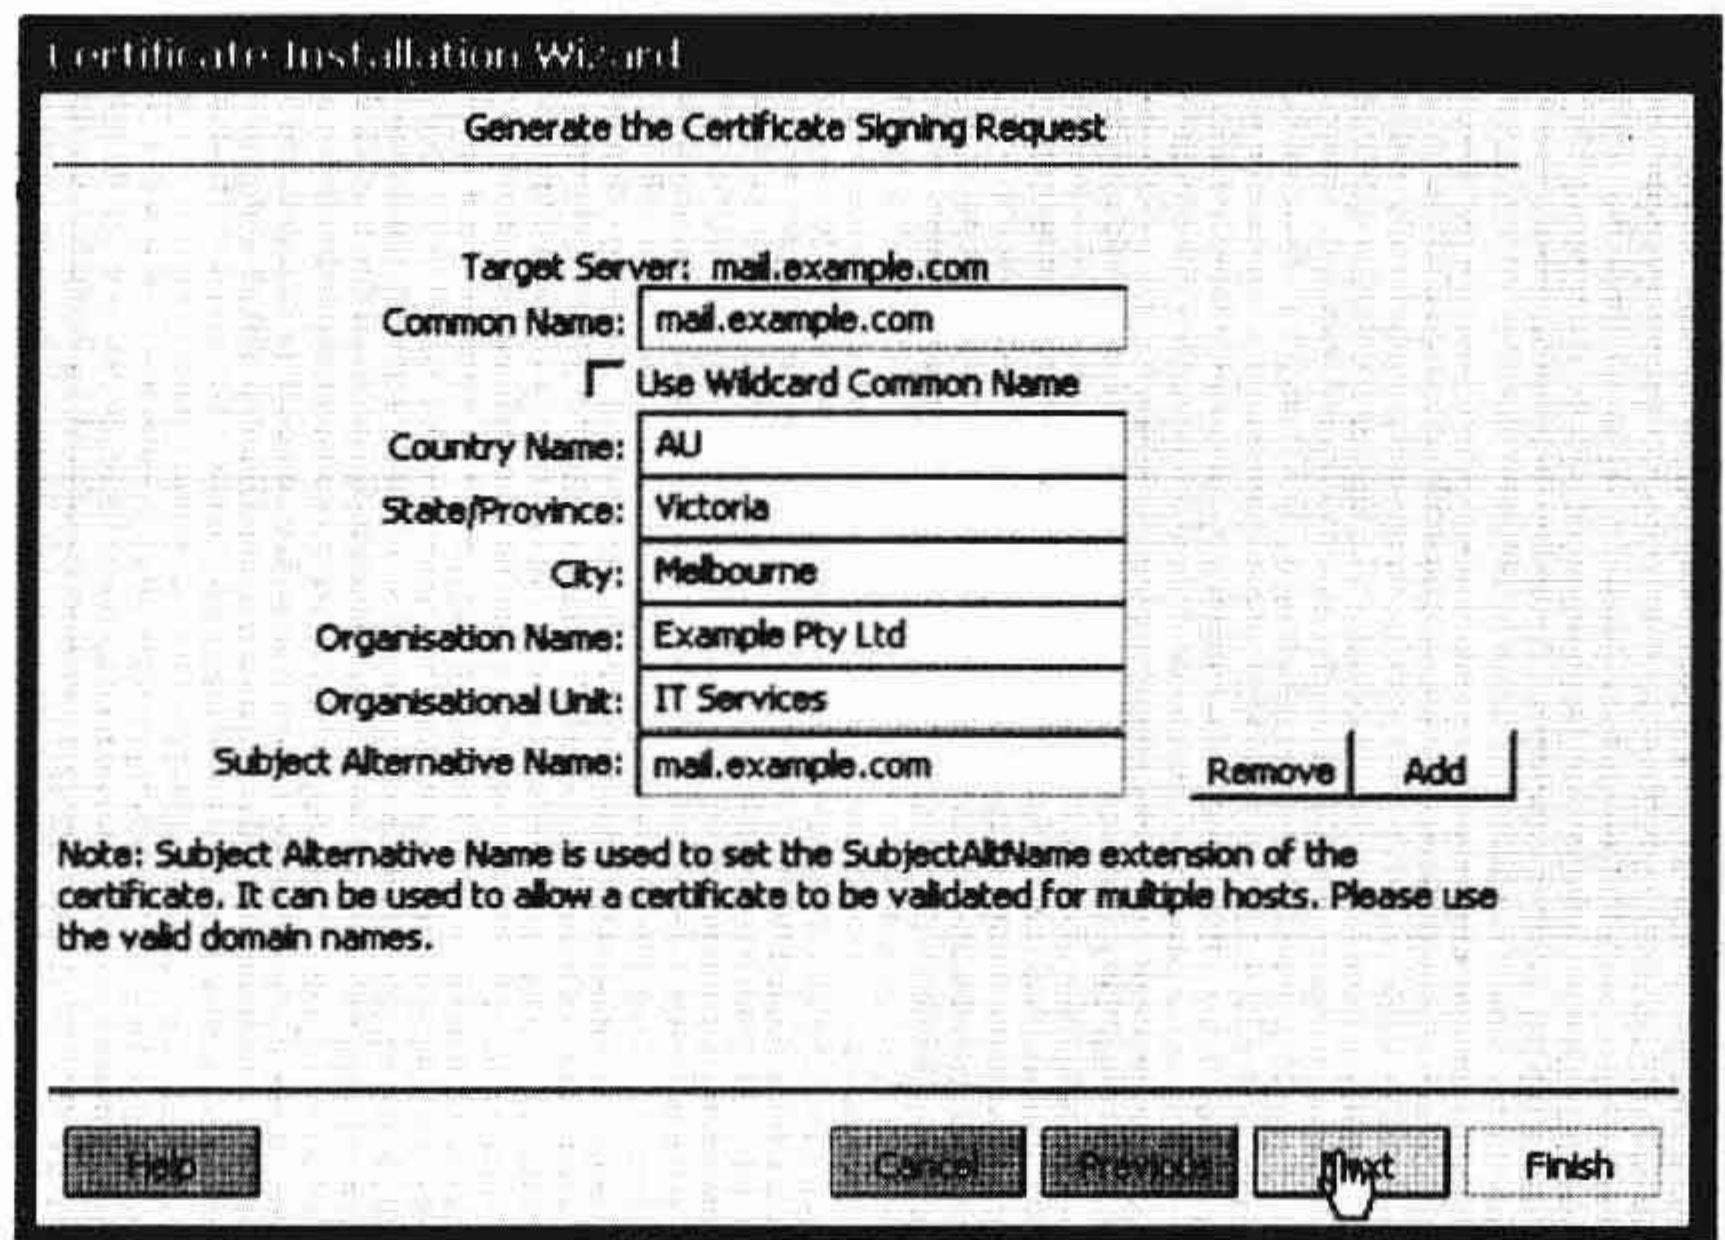 Certificate Installation Wizard
Generate the Certificate Signing Request
Target Server: mail.example.com
Common Name: mail.example.com
Use Wildcard Common Name
Country Name: AU
State/Province: Victoria
City: Melbourne
Organisation Name: Example Pty Ltd
Organisational Unit: IT Services
Subject Alternative Name: mail.example.com Remove Add
Note: Subject Alternative Name is used to set the SubjectAltName extension of the
certificate. It can be used to allow a certificate to be validated for multiple hosts. Please use
the valid domain names.
Help Cancel Previous Next Finish